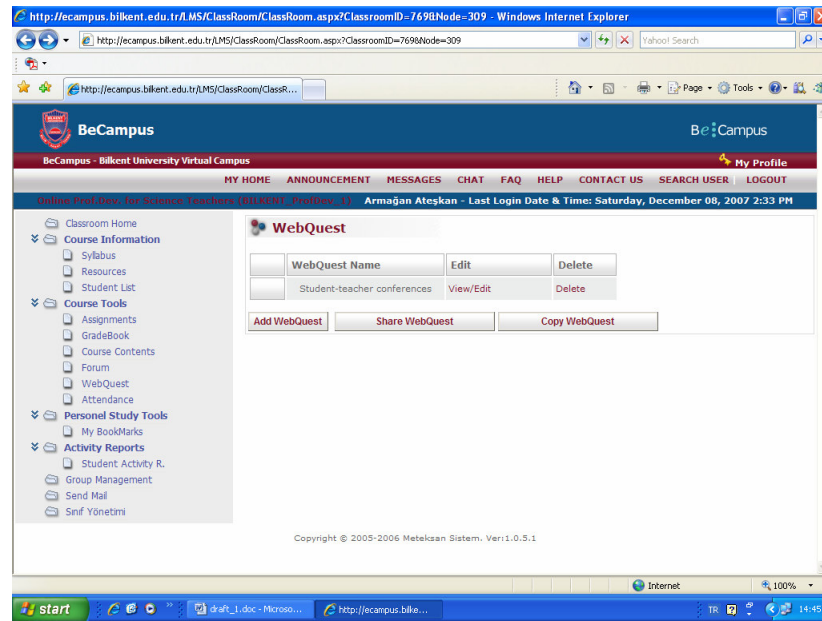 http://ecampus.bilkent.edu.tr/LMS/ClassRoom/ClassRoom.aspx?ClassroomID=769&Node=309 - Windows Internet Explorer
http://ecampus.bilkent.edu.tr/LMS/ClassRoom/ClassRoom.aspx?ClassroomID=769&Node=309
Yahoo! Search
http://ecampus.bilkent.edu.tr/LMS/ClassRoom/ClassR...
Page
Tools
BeCampus
Be Campus
BeCampus - Bilkent University Virtual Campus
My Profile
MY HOME ANNOUNCEMENT MESSAGES CHAT FAQ HELP CONTACT US SEARCH USER LOGOUT
Online Prof.Dev. for Science Teachers (BILKENT_ProfDev_1) Armağan Ateşkan - Last Login Date & Time: Saturday, December 08, 2007 2:33 PM
Classroom Home
Course Information
Syllabus
Resources
Student List
Course Tools
Assignments
GradeBook
Course Contents
Forum
WebQuest
Attendance
Personel Study Tools
My BookMarks
Activity Reports
Student Activity R.
Group Management
Send Mail
Sınıf Yönetimi
WebQuest
WebQuest Name Edit Delete
Student-teacher conferences View/Edit Delete
Add WebQuest Share WebQuest Copy WebQuest
Copyright © 2005-2006 Meteksan Sistem. Ver:1.0.5.1
Internet
100%
start
draft_1.doc - Microso...
http://ecampus.bilke...
TR
14:45